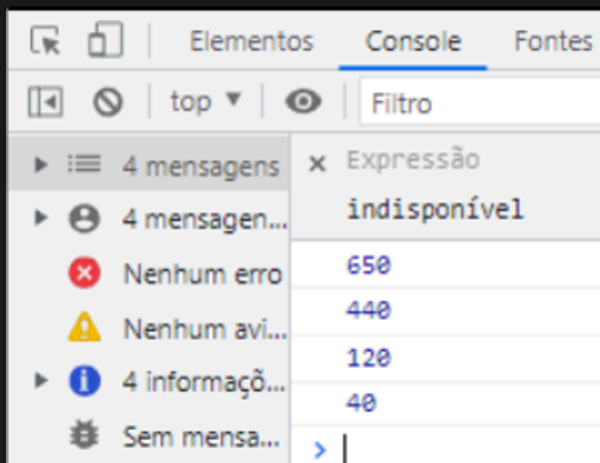 Elementos Console Fontes
top Filtro
4 mensagens
4 mensagen...
Nenhum erro
Nenhum avi...
4 informaçõ...
Sem mensa...
Expressão
indisponível
650
440
120
40